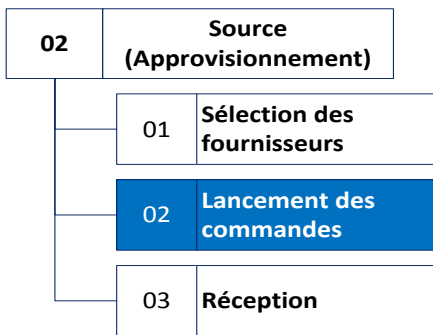 02
Source
(Approvisionnement)
01
Sélection des
fournisseurs
02
Lancement des
commandes
03
Réception